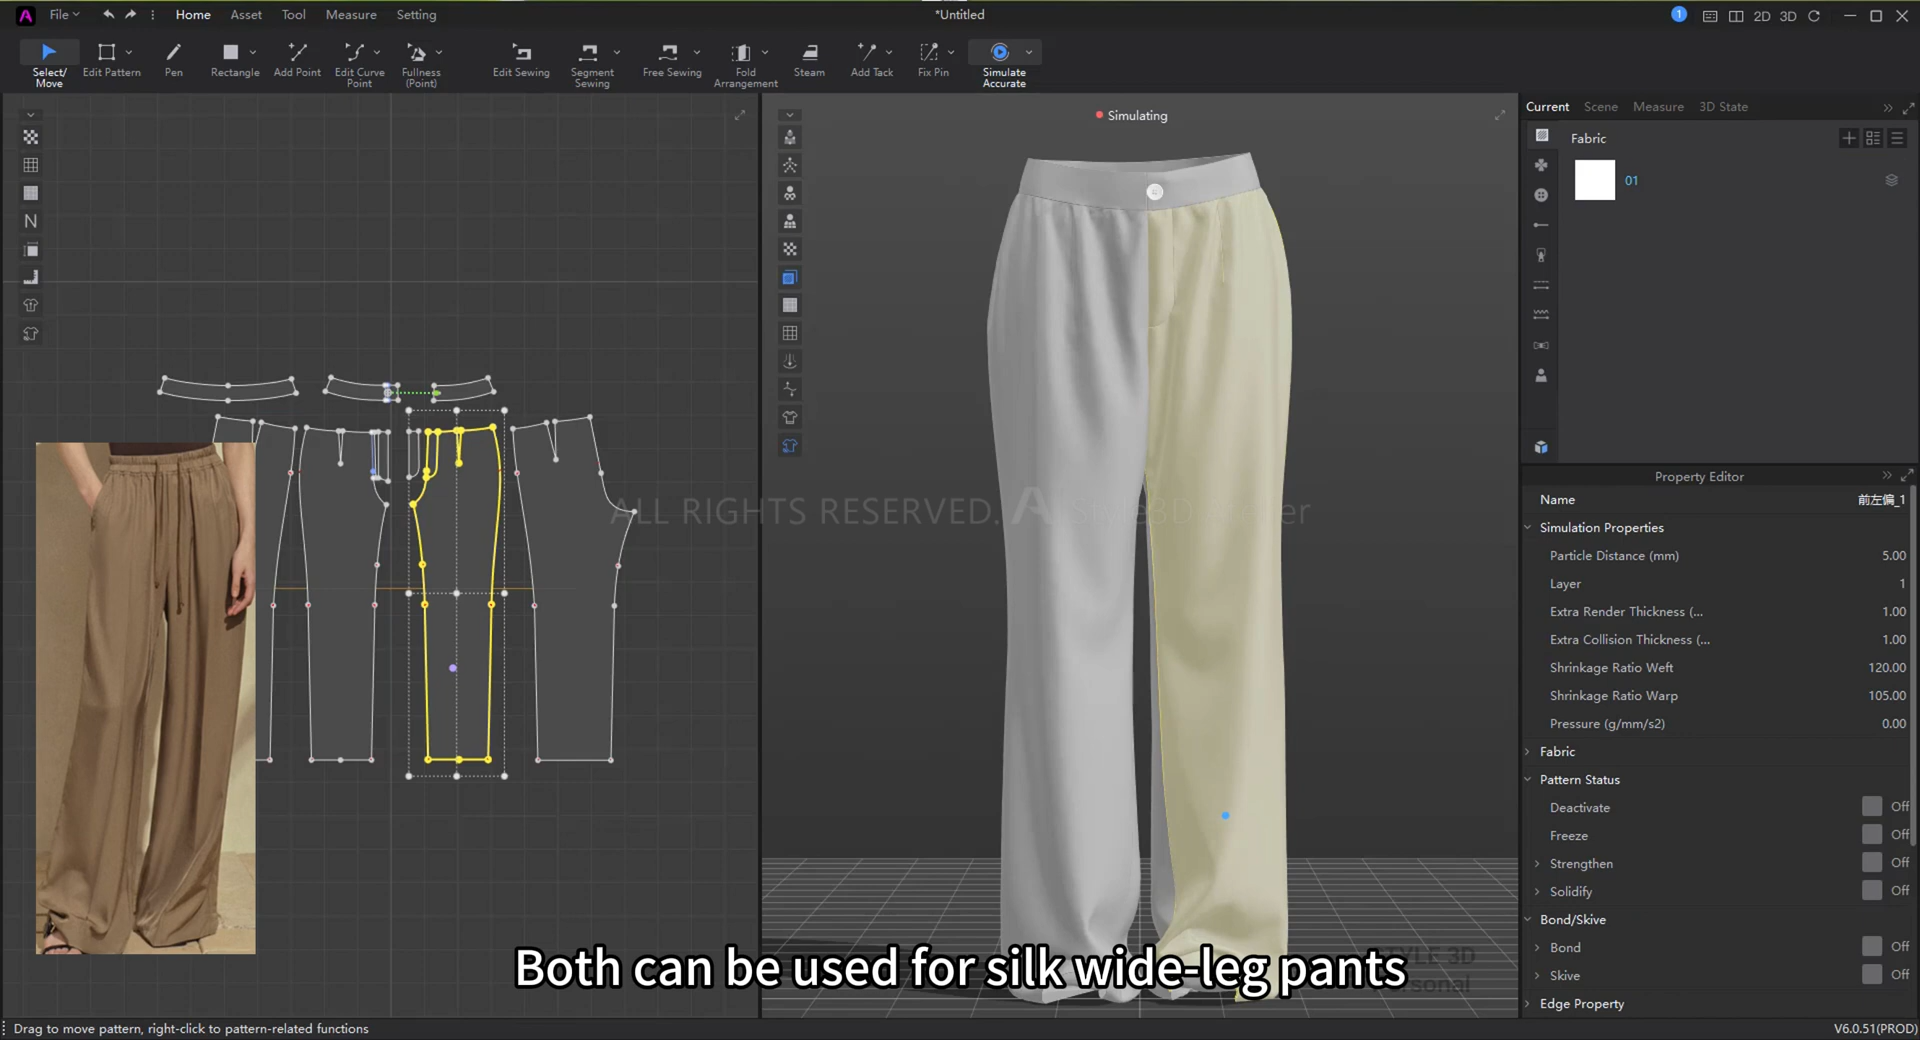 File
Home
Asset
Tool
Measure
Setting
*Untitled
1
2D
3D
Select/
Move
Edit Pattern
Pen
Rectangle
Add Point
Edit Curve
Point
Fullness
(Point)
Edit Sewing
Segment
Sewing
Free Sewing
Fold
Arrangement
Steam
Add Tack
Fix Pin
Simulate
Accurate
Simulating
Current
Scene
Measure
3D State
Fabric
01
ALL RIGHTS RESERVED.
Property Editor
Name 前左偏_1
Simulation Properties
Particle Distance (mm) 5.00
Layer 1
Extra Render Thickness (... 1.00
Extra Collision Thickness (... 1.00
Shrinkage Ratio Weft 120.00
Shrinkage Ratio Warp 105.00
Pressure (g/mm/s2) 0.00
Fabric
Pattern Status
Deactivate Off
Freeze Off
Strengthen Off
Solidify Off
Bond/Skive
Bond Off
Skive Off
Edge Property
Both can be used for silk wide-leg pants
Drag to move pattern, right-click to pattern-related functions
V6.0.51(PROD)